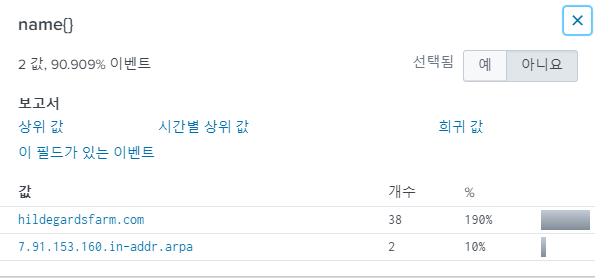 name{}
2 값, 90.909% 이벤트
선택됨 예 아니요
보고서
상위 값 시간별 상위 값 희귀 값
이 필드가 있는 이벤트
값 개수 %
hildegardsfarm.com 38 190%
7.91.153.160.in-addr.arpa 2 10%